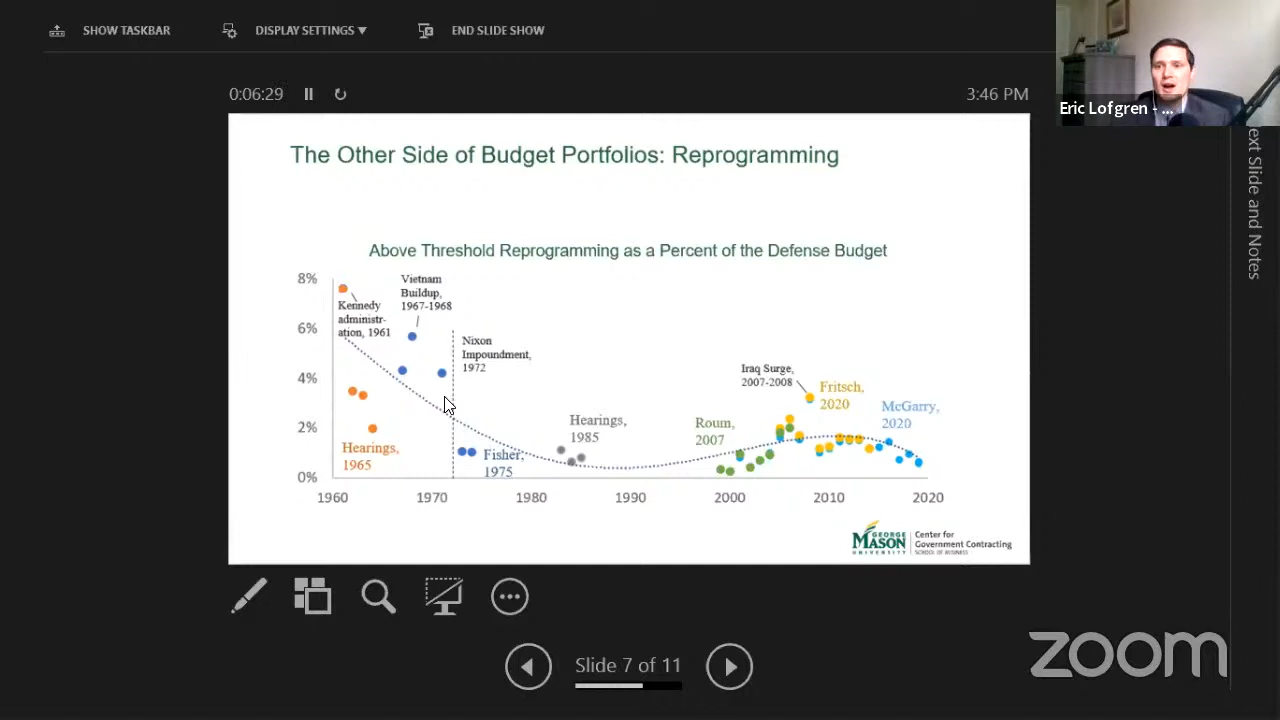 SHOW TASKBAR
DISPLAY SETTINGS
END SLIDE SHOW
Eric Lofgren - ...
0:06:29
3:46 PM
ext Slide and Notes
The Other Side of Budget Portfolios: Reprogramming
Above Threshold Reprogramming as a Percent of the Defense Budget
8%
6%
4%
2%
0%
Kennedy
administr-
ation, 1961
Vietnam
Buildup,
1967-1968
Nixon
Impoundment,
1972
Hearings,
1965
Fisher,
1975
Hearings,
1985
Roum,
2007
Iraq Surge,
2007-2008
Fritsch,
2020
McGarry,
2020
1960
1970
1980
1990
2000
2010
2020
GEORGE
MASON
UNIVERSITY
Center for
Government Contracting
SCHOOL OF BUSINESS
Slide 7 of 11
zoom